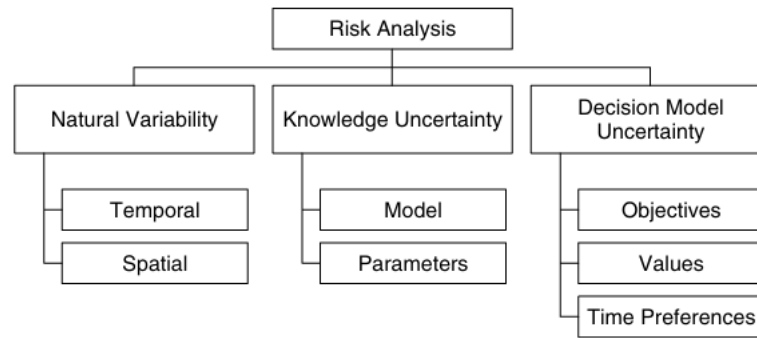 Risk Analysis
Natural Variability
Knowledge Uncertainty
Decision Model
Uncertainty
Temporal
Spatial
Model
Parameters
Objectives
Values
Time Preferences